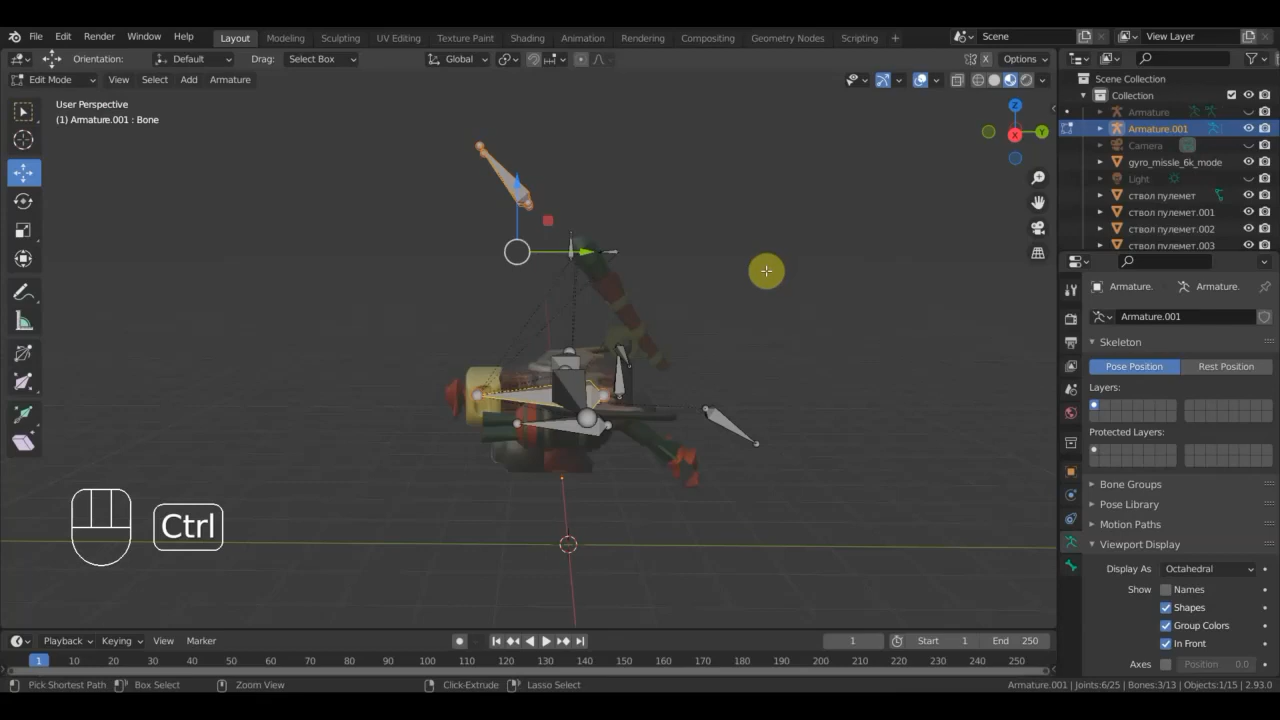 File Edit Render Window Help Layout Modeling Sculpting UV Editing Texture Paint Shading Animation Rendering Compositing Geometry Nodes Scripting + Scene View Layer
Orientation: Default Drag: Select Box Global X Options
Edit Mode View Select Add Armature
User Perspective
(1) Armature.001 : Bone
Z
Y
X
Ctrl
Scene Collection
Collection
Armature
Armature.001
Camera
gyro_missle_6k_mode
Light
ствол пулемет
ствол пулемет.001
ствол пулемет.002
ствол пулемет.003
Armature. Armature.
Armature.001
Skeleton
Pose Position Rest Position
Layers:
Protected Layers:
Bone Groups
Pose Library
Motion Paths
Viewport Display
Display As Octahedral
Show Names
Shapes
Group Colors
In Front
Axes Position 0.0
Playback Keying View Marker 1 Start 1 End 250
1 10 20 30 40 50 60 70 80 90 100 110 120 130 140 150 160 170 180 190 200 210 220 230 240 250
Pick Shortest Path Box Select Zoom View Click-Extrude Lasso Select Armature.001 | Joints:6/25 | Bones:3/13 | Objects:1/15 | 2.93.0